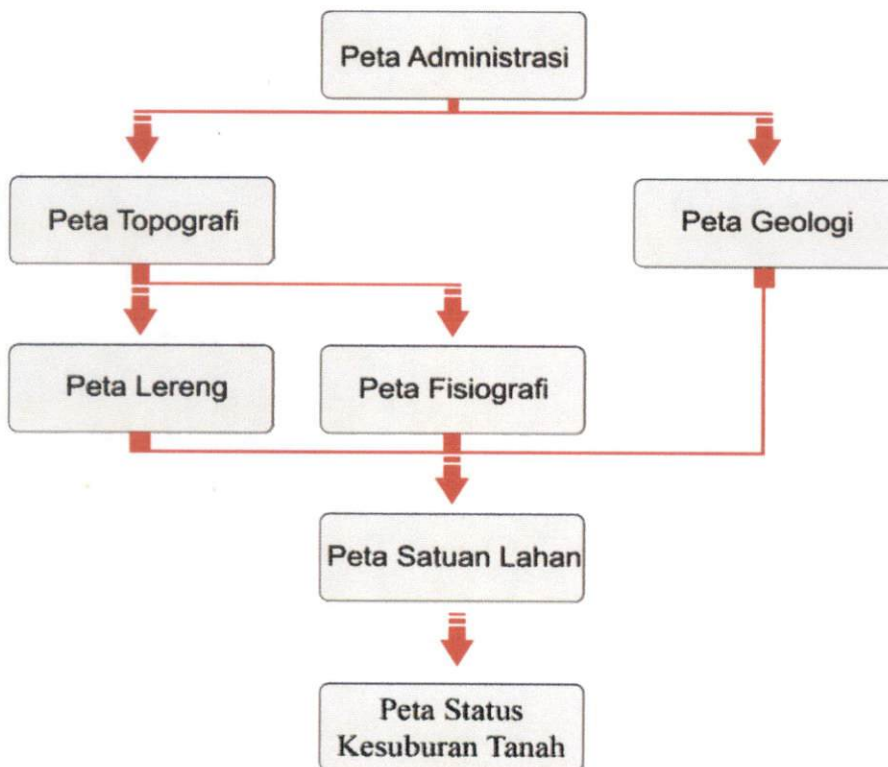 Peta Administrasi
Peta Topografi
Peta Geologi
Peta Lereng
Peta Fisiografi
Peta Satuan Lahan
Peta Status
Kesuburan Tanah